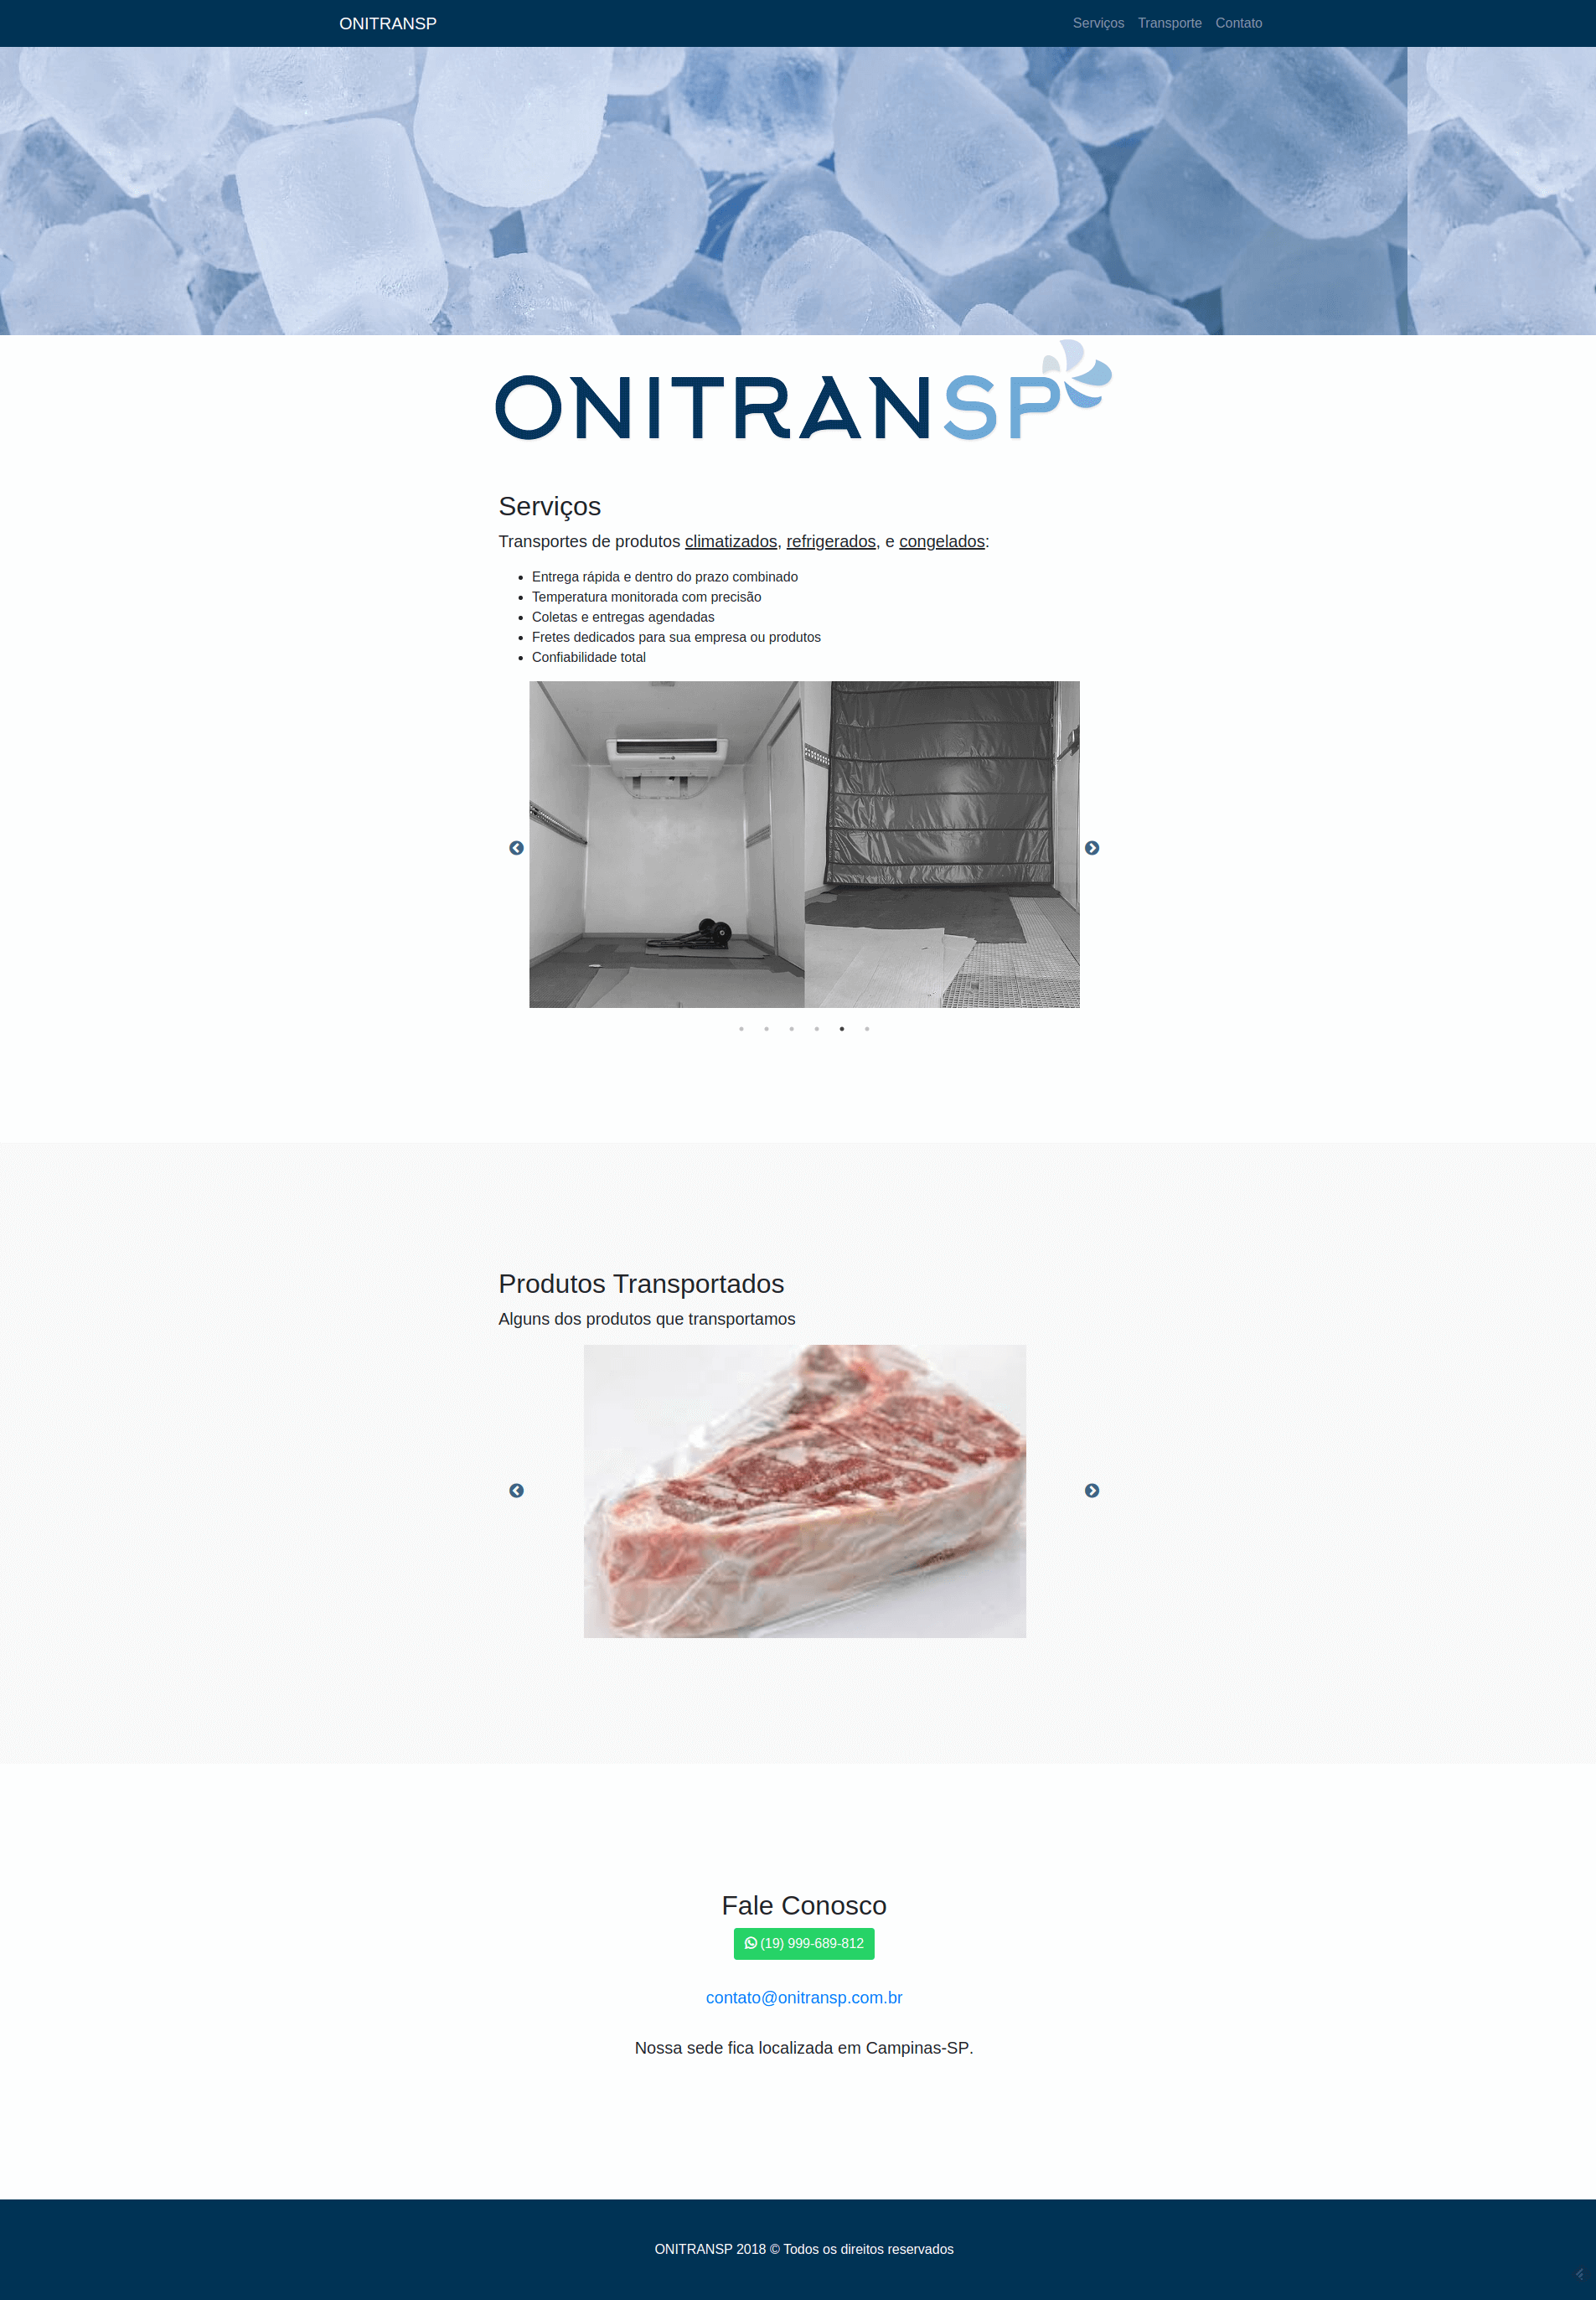 ONITRANSP
Serviços Transporte Contato
ONITRANSP
Serviços
Transportes de produtos climatizados, refrigerados, e congelados:
Entrega rápida e dentro do prazo combinado
Temperatura monitorada com precisão
Coletas e entregas agendadas
Fretes dedicados para sua empresa ou produtos
Confiabilidade total
Produtos Transportados
Alguns dos produtos que transportamos
Fale Conosco
(19) 999-689-812
contato@onitransp.com.br
Nossa sede fica localizada em Campinas-SP.
ONITRANSP 2018 © Todos os direitos reservados